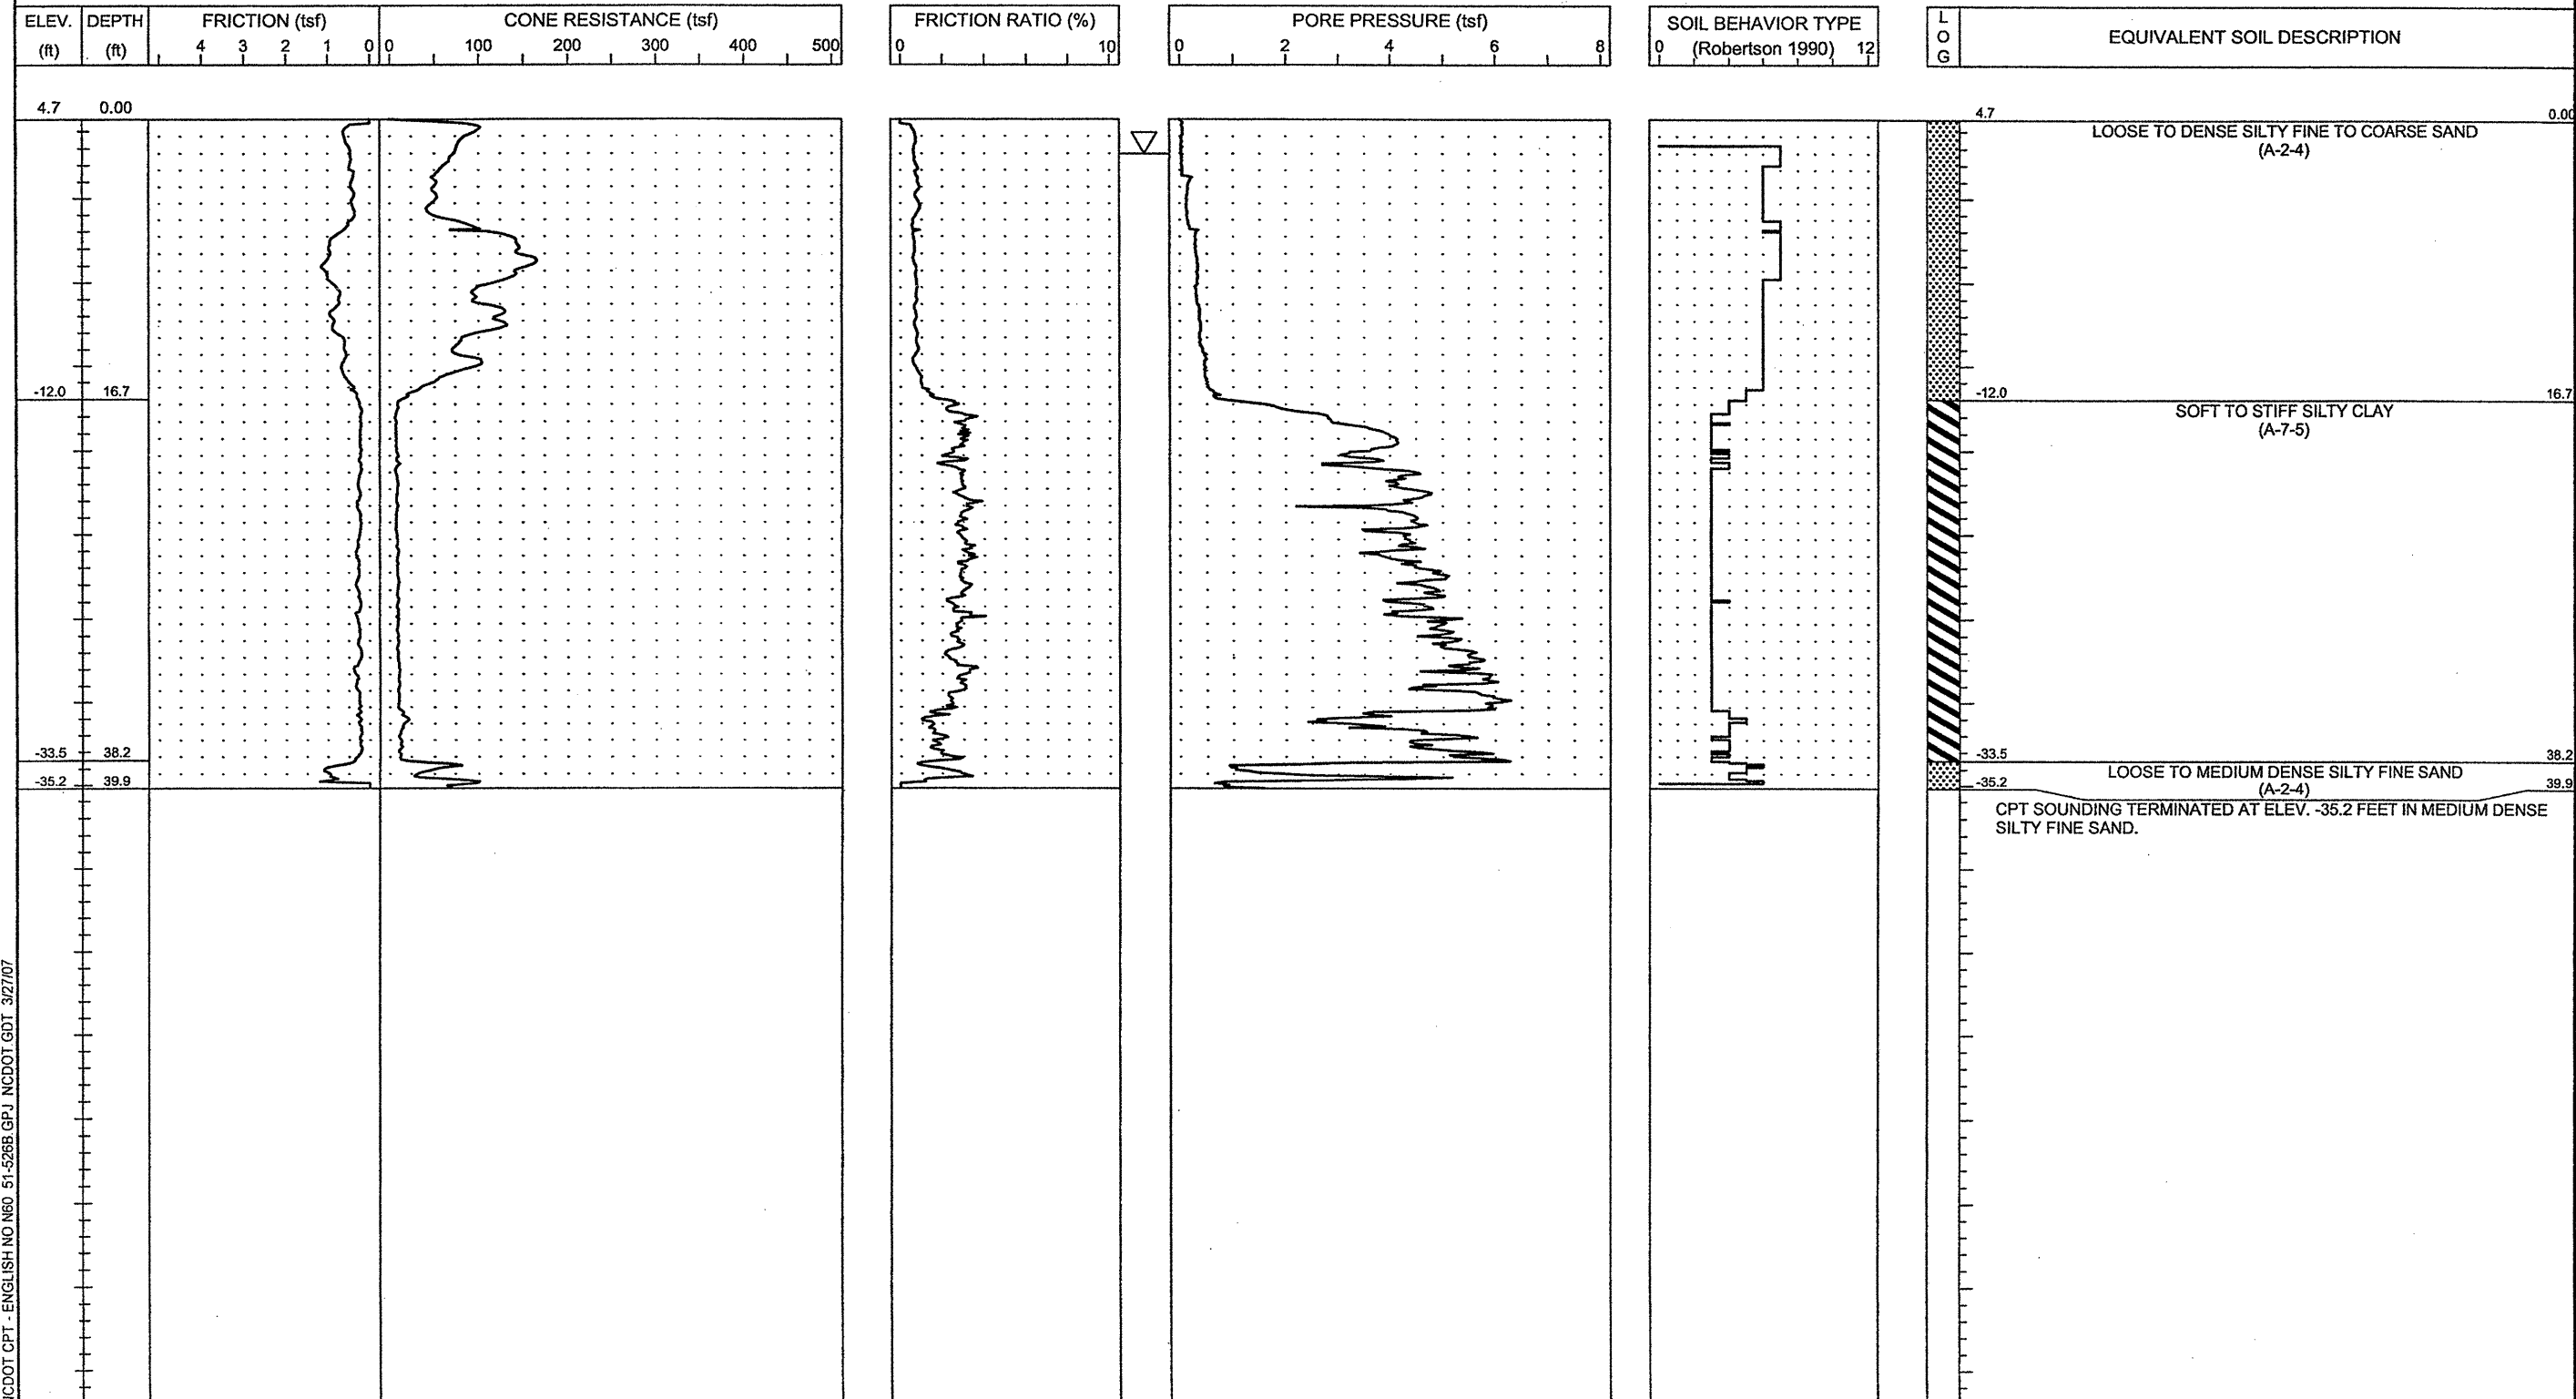 ELEV. (ft)
DEPTH (ft)
FRICTION (tsf)
4 3 2 1 0
CONE RESISTANCE (tsf)
0 100 200 300 400 500
FRICTION RATIO (%)
0 10
PORE PRESSURE (tsf)
0 2 4 6 8
SOIL BEHAVIOR TYPE
(Robertson 1990)
0 12
LOG
EQUIVALENT SOIL DESCRIPTION
4.7 0.00
4.7 0.00
LOOSE TO DENSE SILTY FINE TO COARSE SAND
(A-2-4)
-12.0 16.7
-12.0 16.7
SOFT TO STIFF SILTY CLAY
(A-7-5)
-33.5 38.2
-33.5 38.2
LOOSE TO MEDIUM DENSE SILTY FINE SAND
(A-2-4)
-35.2 39.9
-35.2 39.9
CPT SOUNDING TERMINATED AT ELEV. -35.2 FEET IN MEDIUM DENSE
SILTY FINE SAND.
CPT - ENGLISH NO N60 51-526B.GPJ NCDOT.GDT 3/27/07